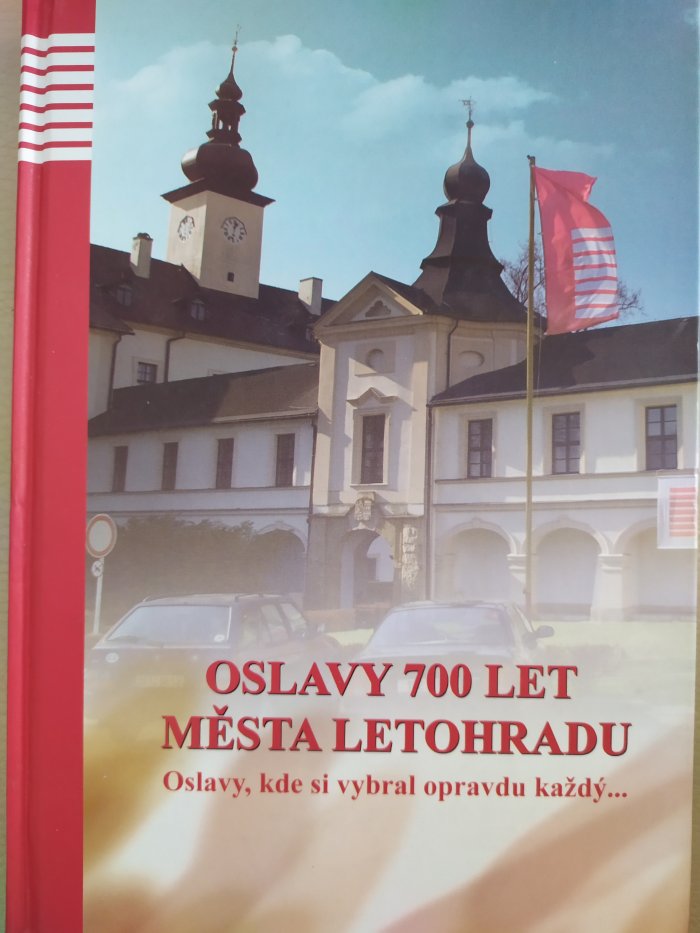 OSLAVY 700 LET
MĚSTA LETOHRADU
Oslavy, kde si vybral opravdu každý...